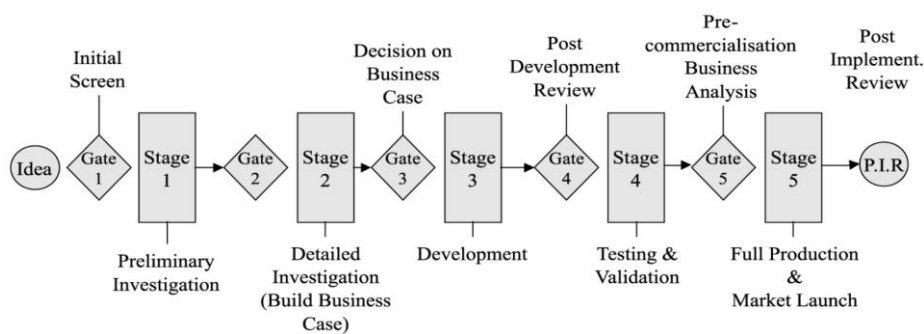 Initial
Screen
Decision on
Business
Case
Post
Development
Review
Pre-
commercialisation
Business
Analysis
Post
Implement.
Review
Idea
Gate
1
Stage
1
Gate
2
Stage
2
Gate
3
Stage
3
Gate
4
Stage
4
Gate
5
Stage
5
P.I.R
Preliminary
Investigation
Detailed
Investigation
(Build Business
Case)
Development
Testing &
Validation
Full Production
&
Market Launch